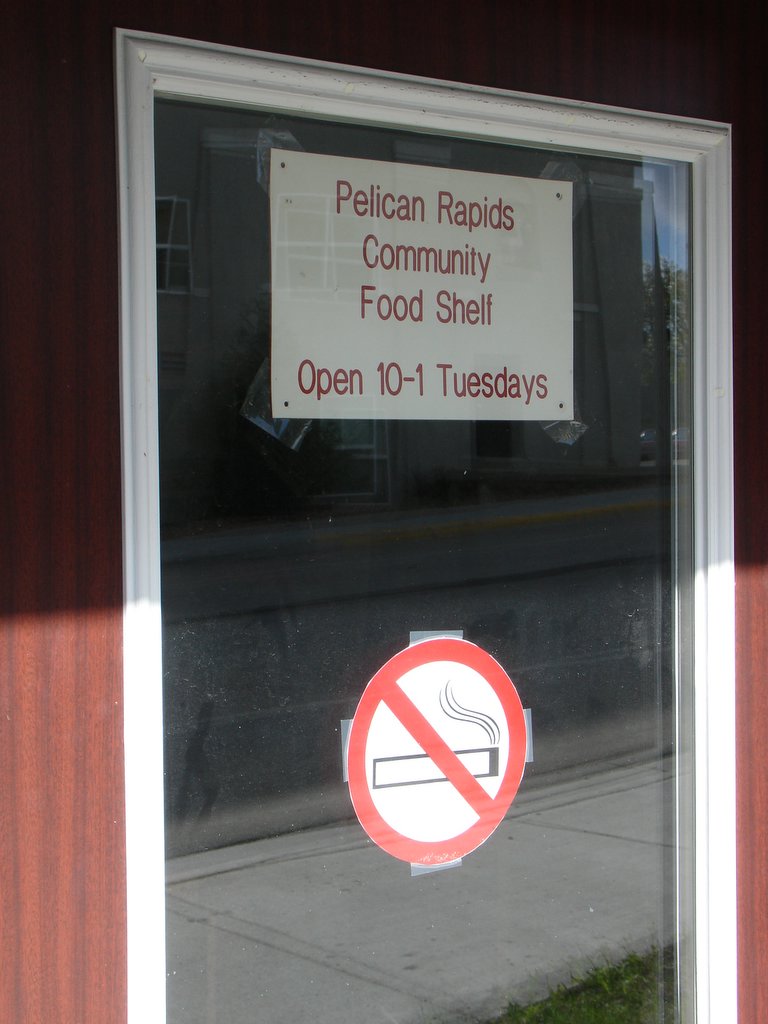 Pelican Rapids
Community
Food Shelf
Open 10-1 Tuesdays